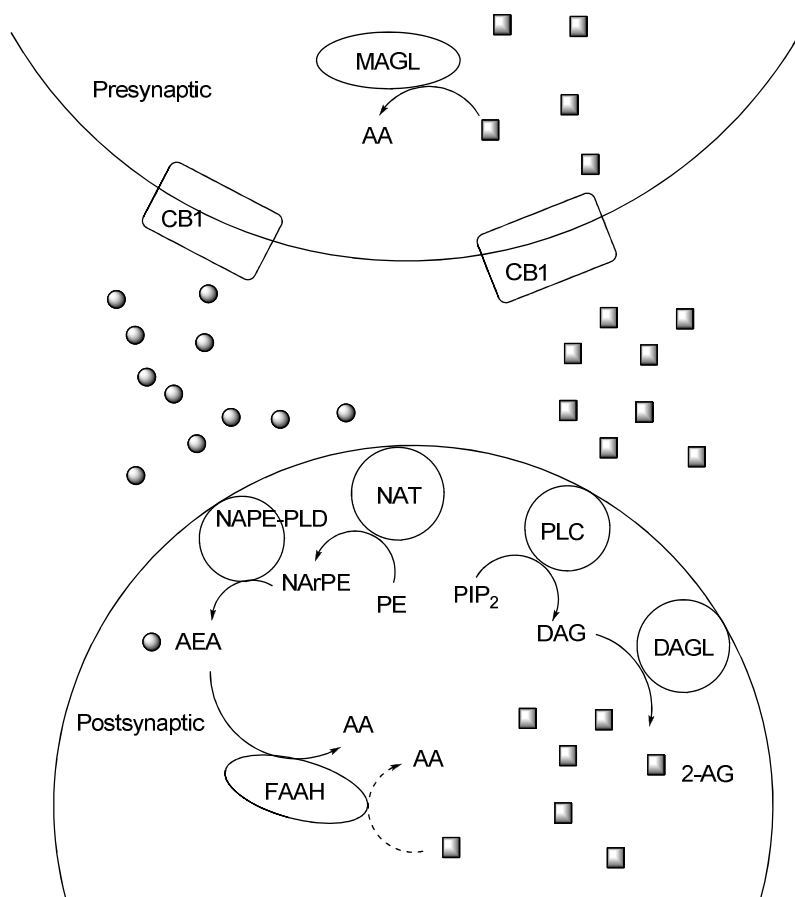 MAGL
Presynaptic
AA
CB1
CB1
NAT
NAPE-PLD
PLC
NArPE
PE
PIP₂
AEA
DAG
DAGL
Postsynaptic
AA
AA
2-AG
FAAH